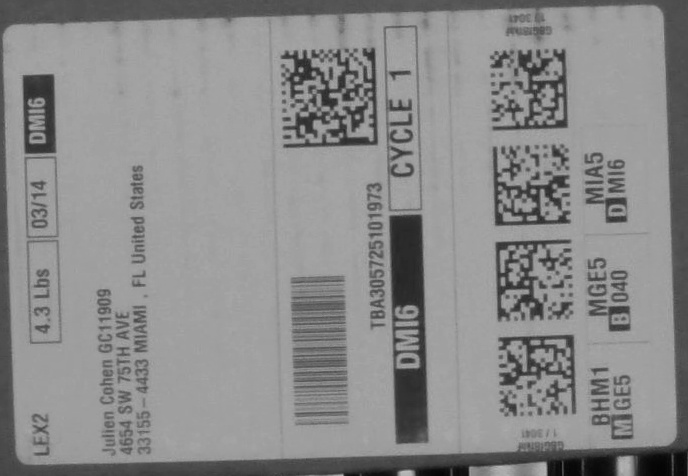 LEX2 4.3 Lbs 03/14 DMI6
Julien Cohen GC11909
4654 SW 75TH AVE
33155-4433 MIAMI , FL United States
TBA305725101973
DMI6 CYCLE 1
BHM1 MGE5 MIA5
M GE5 B 040 D MI6